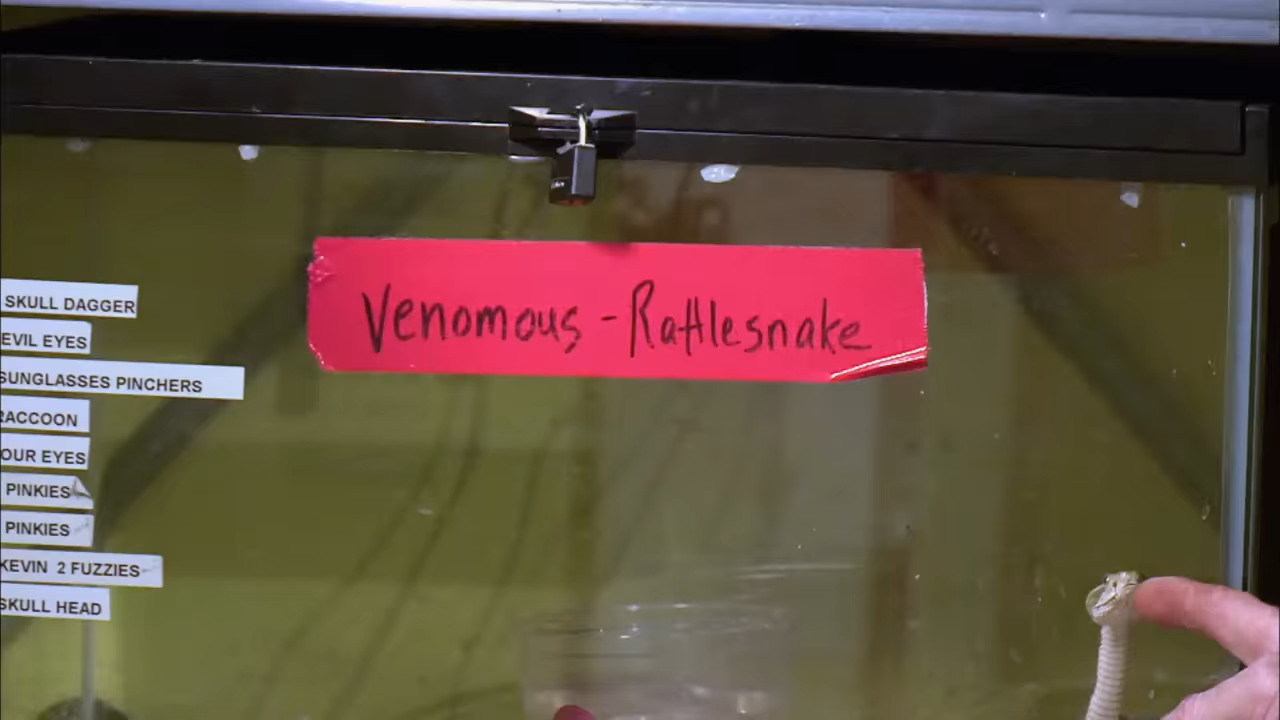 Venomous - Rattlesnake
SKULL DAGGER
EVIL EYES
SUNGLASSES PINCHERS
RACCOON
OUR EYES
PINKIES
PINKIES
KEVIN 2 FUZZIES
SKULL HEAD